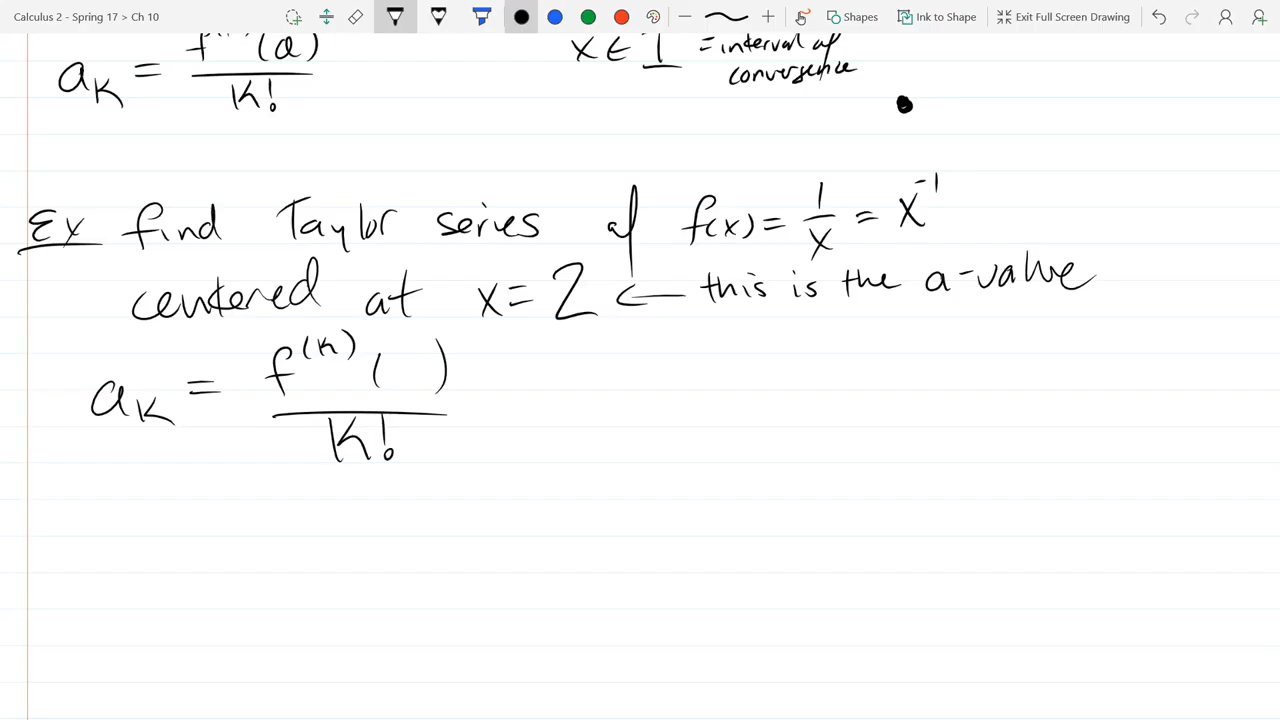 Calculus 2 - Spring 17 > Ch 10
Shapes
Ink to Shape
Exit Full Screen Drawing
a_K = f^(k)(a) / K!
x ∈ I = interval of
convergence
Ex find Taylor series of f(x) = 1/x = x^-1
centered at x = 2 ← this is the a-value
a_K = f^(K)( ) / K!